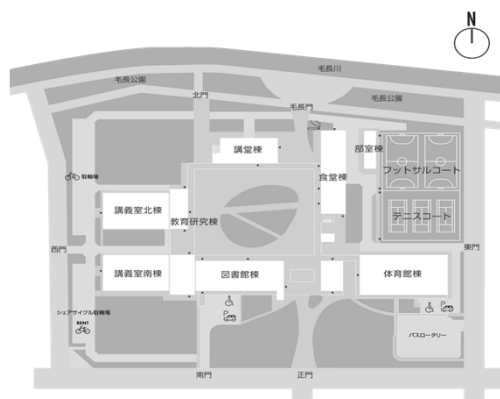 N
毛長川
毛長公園
北門
毛長門
毛長公園
講堂棟
部室棟
食堂棟
フットサルコート
駐輪場
講義室北棟
教育研究棟
テニスコート
西門
東門
講義室南棟
図書館棟
体育館棟
シェアサイクル駐輪場
RENT
P
P
バスロータリー
南門
正門